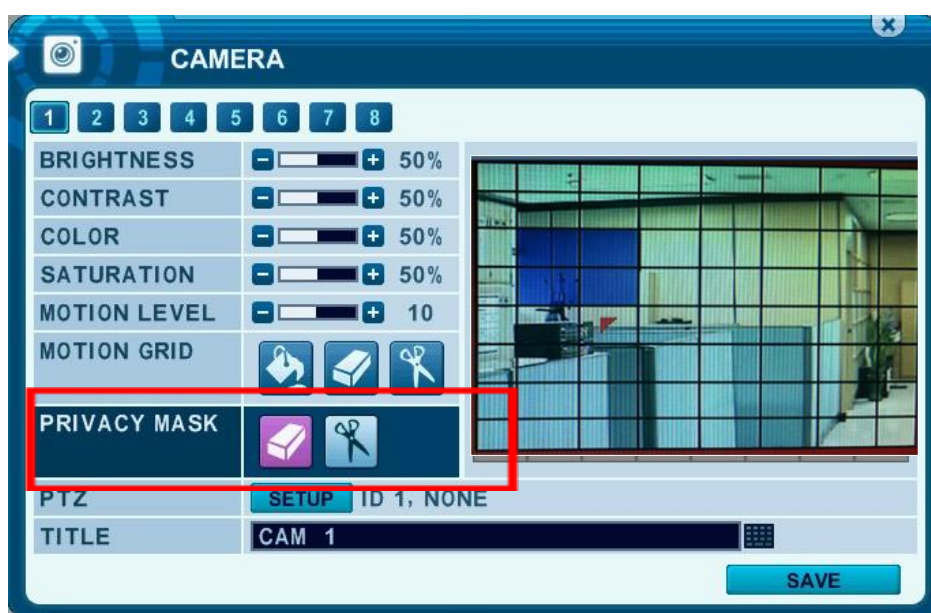 CAMERA
1 2 3 4 5 6 7 8
BRIGHTNESS 50%
CONTRAST 50%
COLOR 50%
SATURATION 50%
MOTION LEVEL 10
MOTION GRID
PRIVACY MASK
PTZ SETUP ID 1, NONE
TITLE CAM 1
SAVE